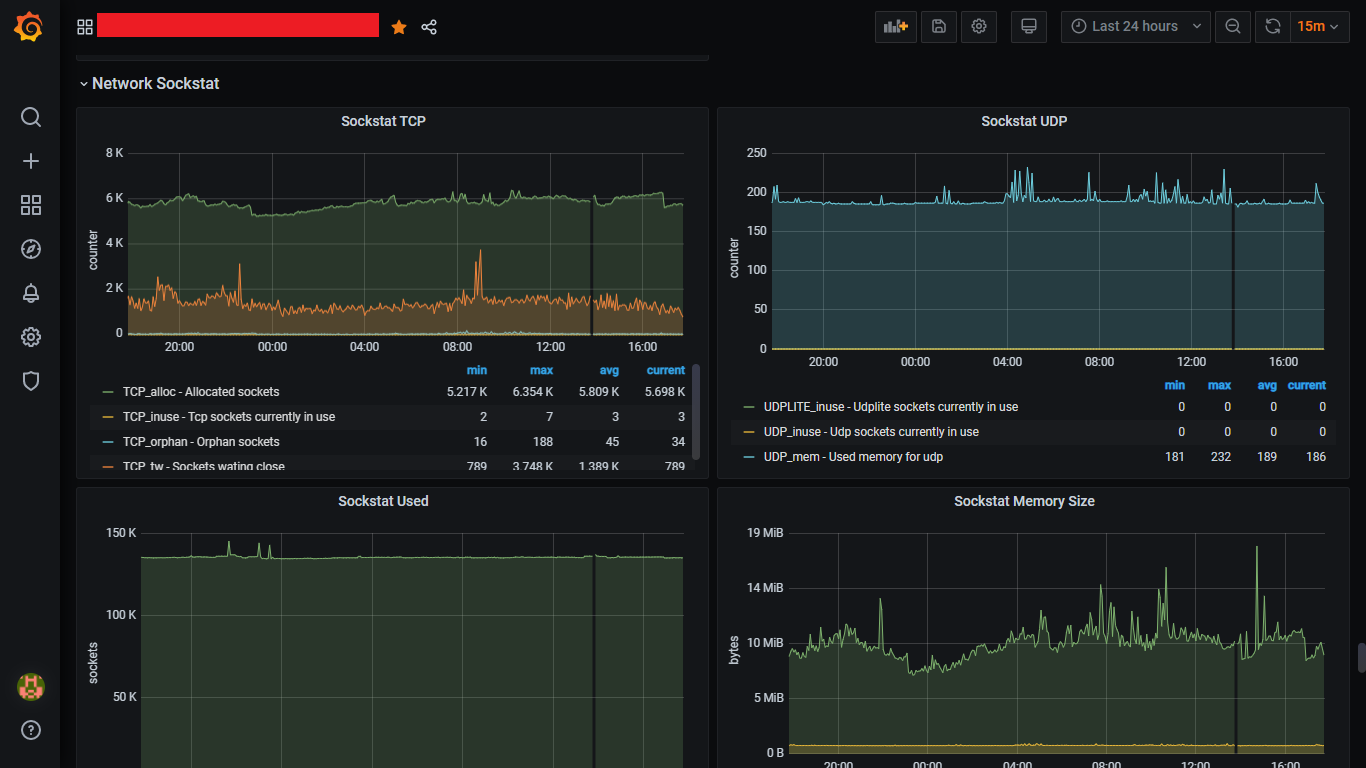 Last 24 hours
15m
Network Sockstat
Sockstat TCP
8 K
6 K
4 K
2 K
0
counter
20:00 00:00 04:00 08:00 12:00 16:00
min max avg current
TCP_alloc - Allocated sockets 5.217 K 6.354 K 5.809 K 5.698 K
TCP_inuse - Tcp sockets currently in use 2 7 3 3
TCP_orphan - Orphan sockets 16 188 45 34
TCP_tw - Sockets wating close 789 3.748 K 1.389 K 789
Sockstat UDP
250
200
150
100
50
0
counter
20:00 00:00 04:00 08:00 12:00 16:00
min max avg current
UDPLITE_inuse - Udplite sockets currently in use 0 0 0 0
UDP_inuse - Udp sockets currently in use 0 0 0 0
UDP_mem - Used memory for udp 181 232 189 186
Sockstat Used
150 K
100 K
50 K
sockets
Sockstat Memory Size
19 MiB
14 MiB
10 MiB
5 MiB
0 B
bytes
20:00 00:00 04:00 08:00 12:00 16:00